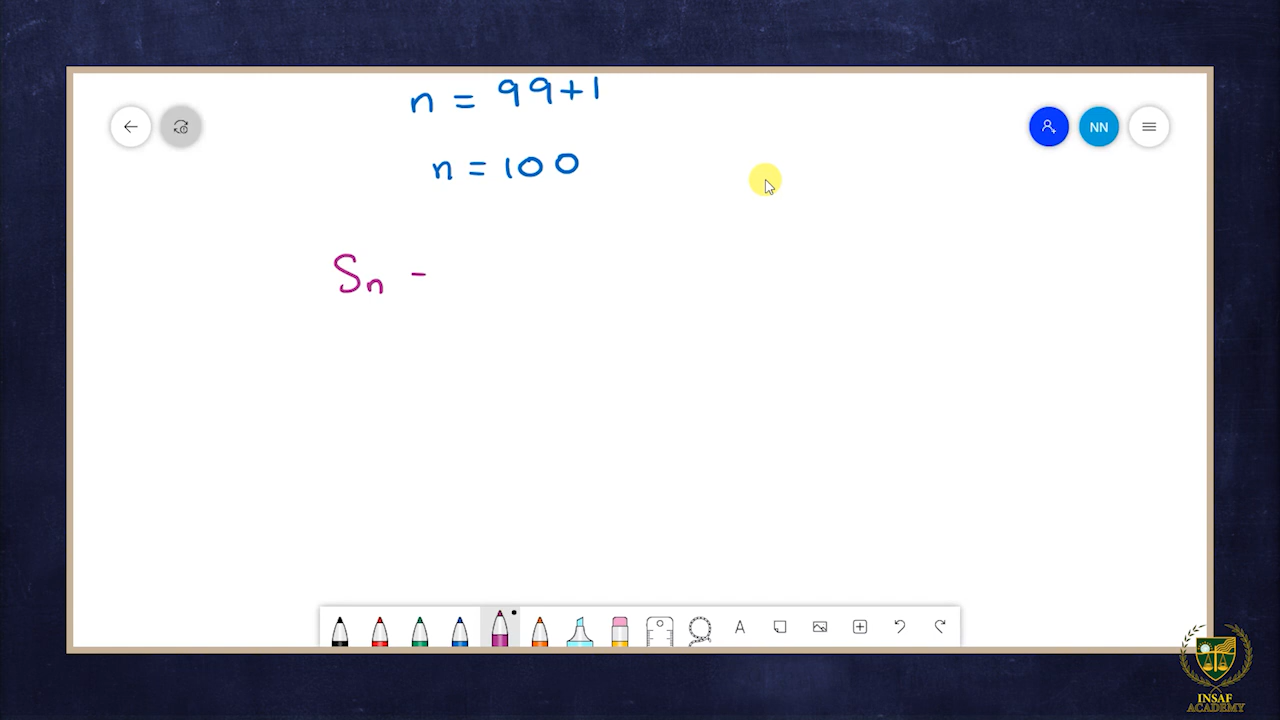 n = 99+1
NN
n = 100
Sn -
A
INSAF
ACADEMY